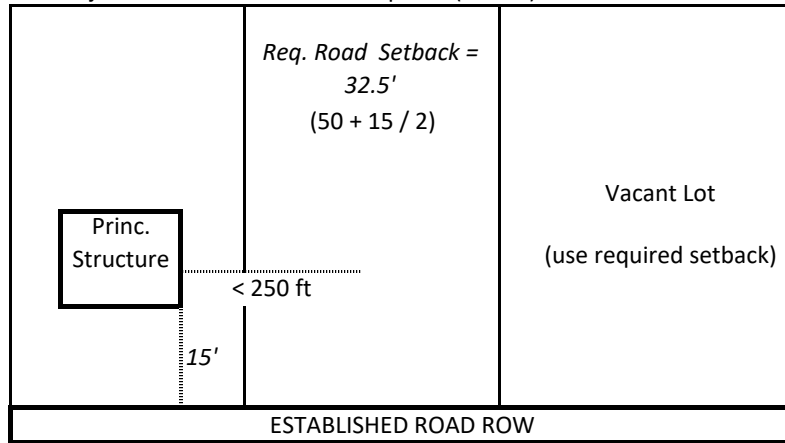 Req. Road Setback =
32.5'
(50 + 15 / 2)
Vacant Lot
(use required setback)
Princ.
Structure
< 250 ft
15'
ESTABLISHED ROAD ROW